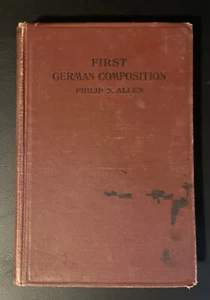 FIRST
GERMAN COMPOSITION
PHILIP S. ALLEN